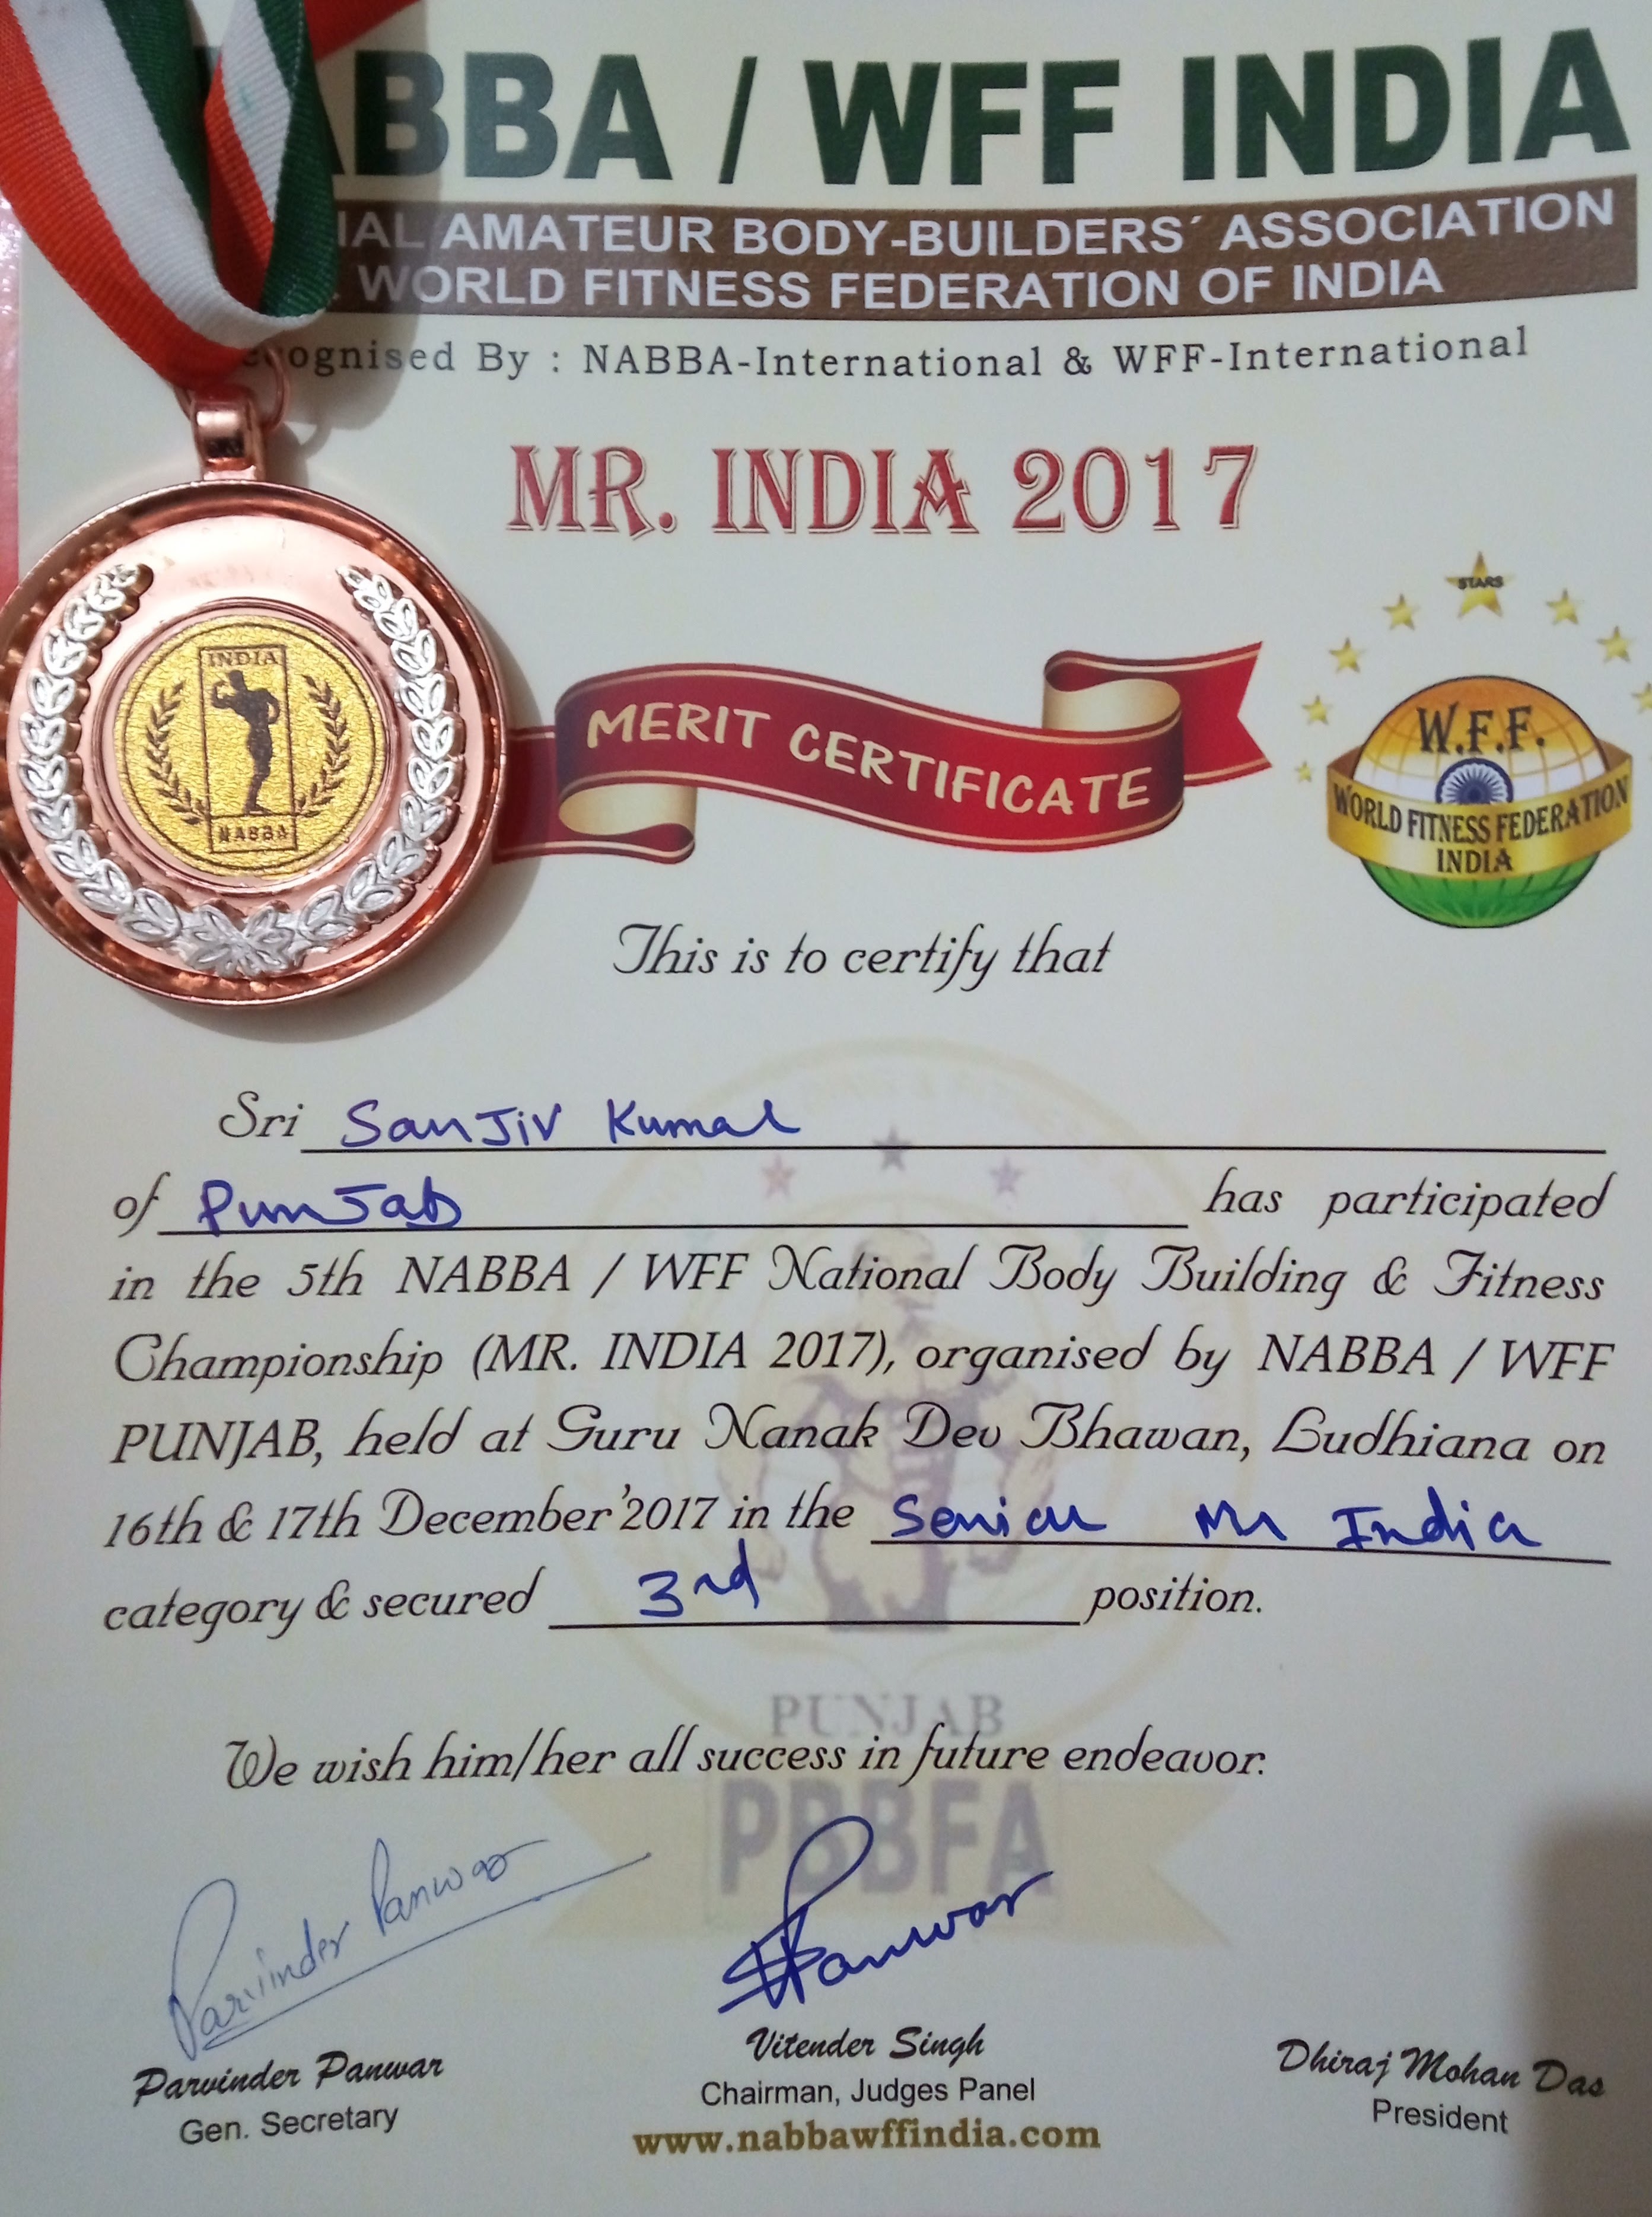 ABBA / WFF INDIA
IAL AMATEUR BODY-BUILDERS´ ASSOCIATION
WORLD FITNESS FEDERATION OF INDIA
ecognised By : NABBA-International & WFF-International
MR. INDIA 2017
STARS
W.F.F.
WORLD FITNESS FEDERATION
INDIA
INDIA
NABBA
MERIT CERTIFICATE
This is to certify that
Sri Sanjiv Kumar
of Punjab has participated
in the 5th NABBA / WFF National Body Building & Fitness
Championship (MR. INDIA 2017), organised by NABBA / WFF
PUNJAB, held at Guru Nanak Dev Bhawan, Ludhiana on
16th & 17th December'2017 in the Senior Mr India
category & secured 3rd position.
PUNJAB
We wish him/her all success in future endeavor.
PBBFA
Parvinder Panwar
Panwar
Parvinder Panwar
Gen. Secretary
Vitender Singh
Chairman, Judges Panel
Dhiraj Mohan Das
President
www.nabbawffindia.com